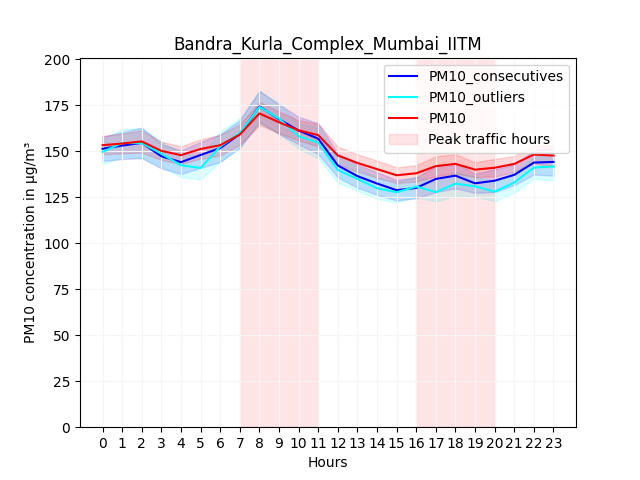 Bandra_Kurla_Complex_Mumbai_IITM
PM10 concentration in μg/m³
200
175
150
125
100
75
50
25
0
PM10_consecutives
PM10_outliers
PM10
Peak traffic hours
0 1 2 3 4 5 6 7 8 9 10 11 12 13 14 15 16 17 18 19 20 21 22 23
Hours